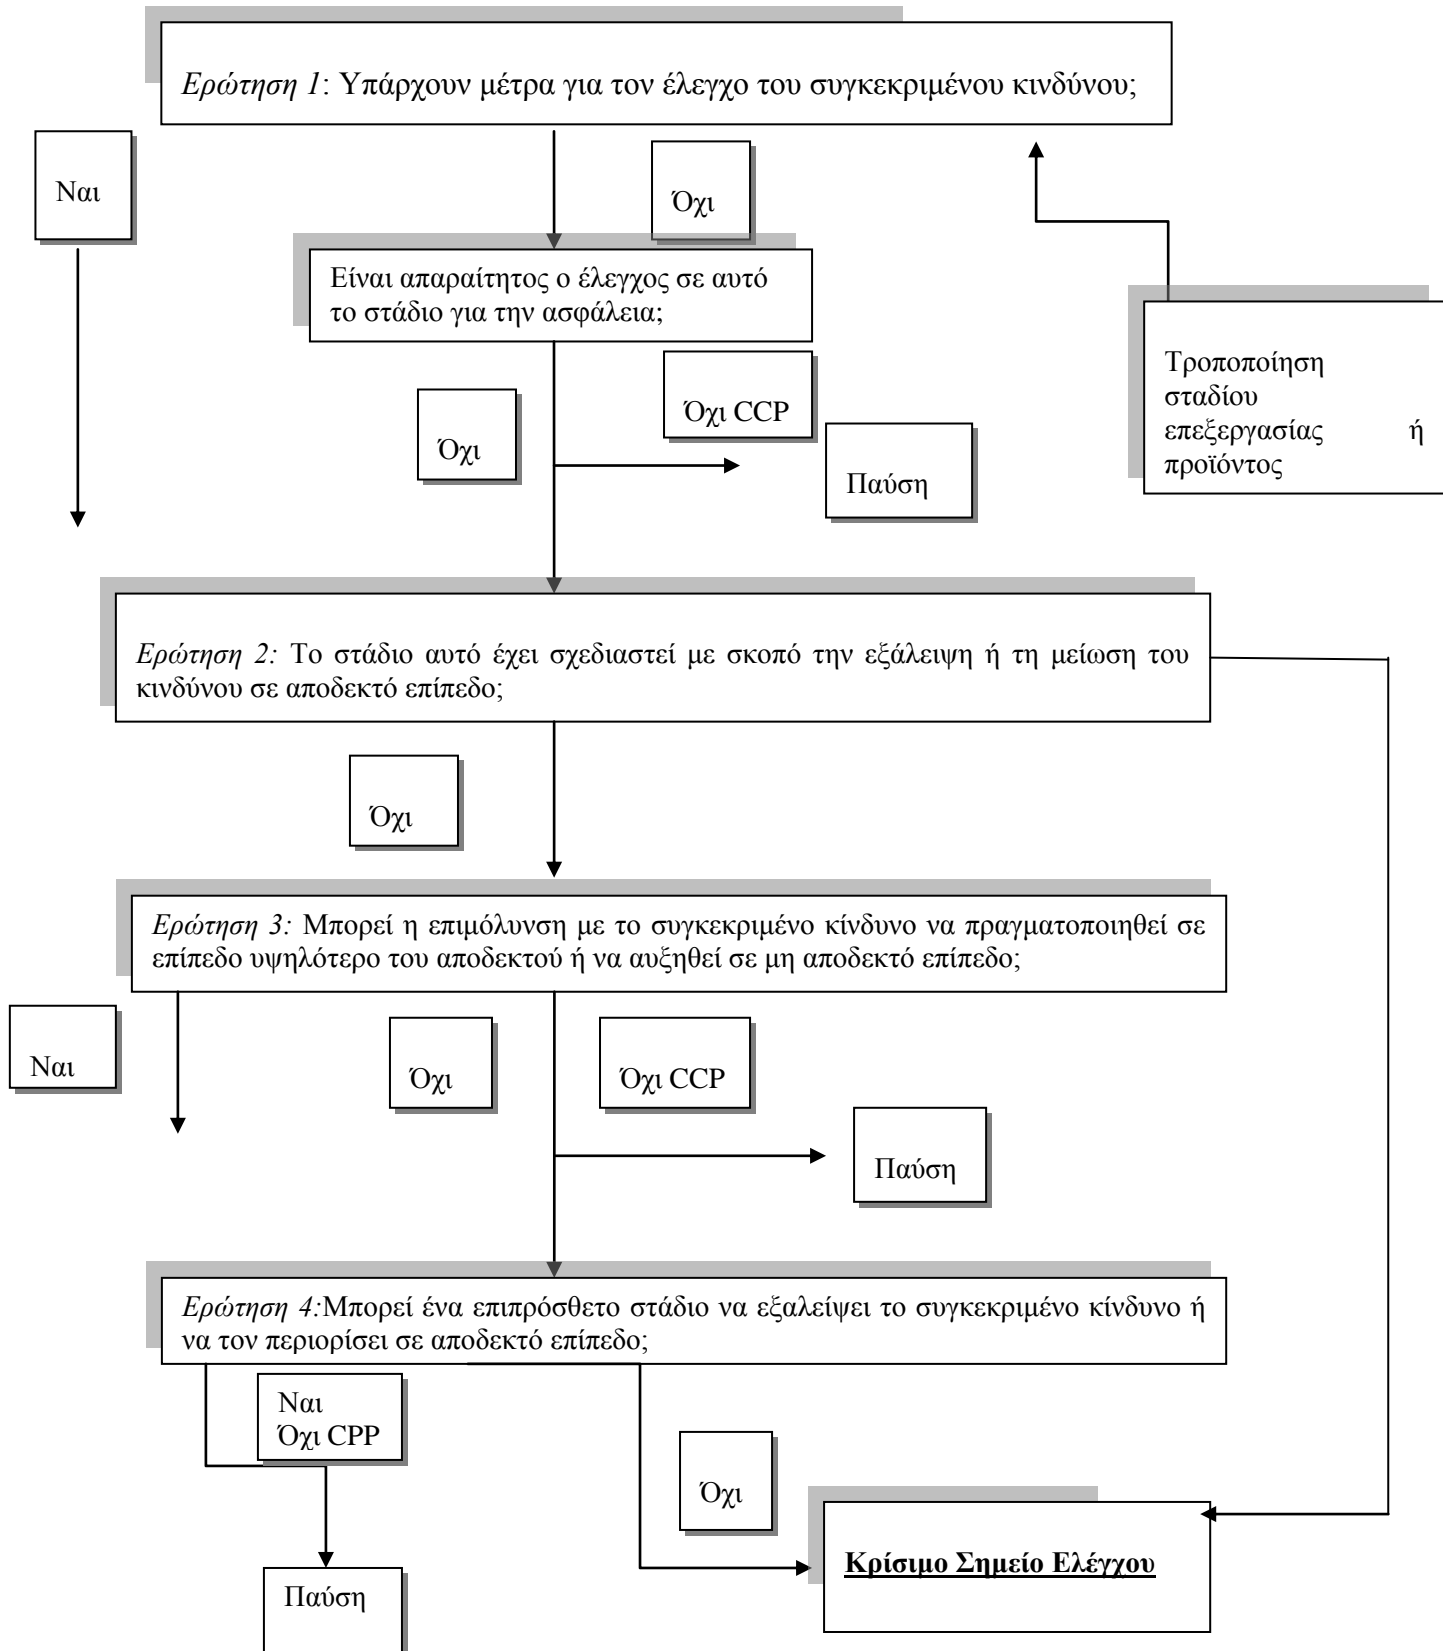 Ερώτηση 1: Υπάρχουν μέτρα για τον έλεγχο του συγκεκριμένου κινδύνου;
Ναι
Όχι
Είναι απαραίτητος ο έλεγχος σε αυτό
το στάδιο για την ασφάλεια;
Τροποποίηση
σταδίου
επεξεργασίας ή
προϊόντος
Όχι CCP
Όχι
Παύση
Ερώτηση 2: Το στάδιο αυτό έχει σχεδιαστεί με σκοπό την εξάλειψη ή τη μείωση του
κινδύνου σε αποδεκτό επίπεδο;
Όχι
Ερώτηση 3: Μπορεί η επιμόλυνση με το συγκεκριμένο κίνδυνο να πραγματοποιηθεί σε
επίπεδο υψηλότερο του αποδεκτού ή να αυξηθεί σε μη αποδεκτό επίπεδο;
Ναι
Όχι
Όχι CCP
Παύση
Ερώτηση 4:Μπορεί ένα επιπρόσθετο στάδιο να εξαλείψει το συγκεκριμένο κίνδυνο ή
να τον περιορίσει σε αποδεκτό επίπεδο;
Ναι
Όχι CPP
Όχι
Κρίσιμο Σημείο Ελέγχου
Παύση